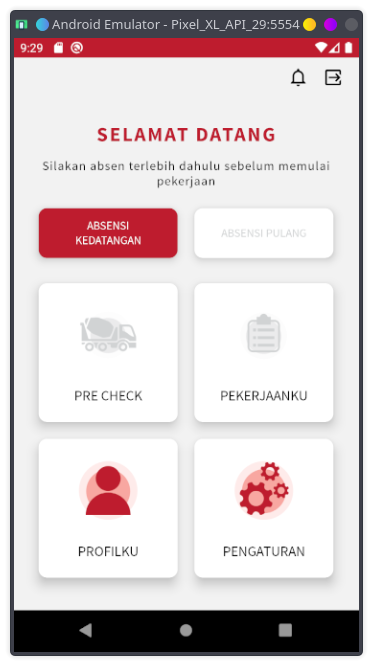 Android Emulator - Pixel_XL_API_29:5554
9:29
SELAMAT DATANG
Silakan absen terlebih dahulu sebelum memulai
pekerjaan
ABSENSI
KEDATANGAN
ABSENSI PULANG
PRE CHECK
PEKERJAANKU
PROFILKU
PENGATURAN